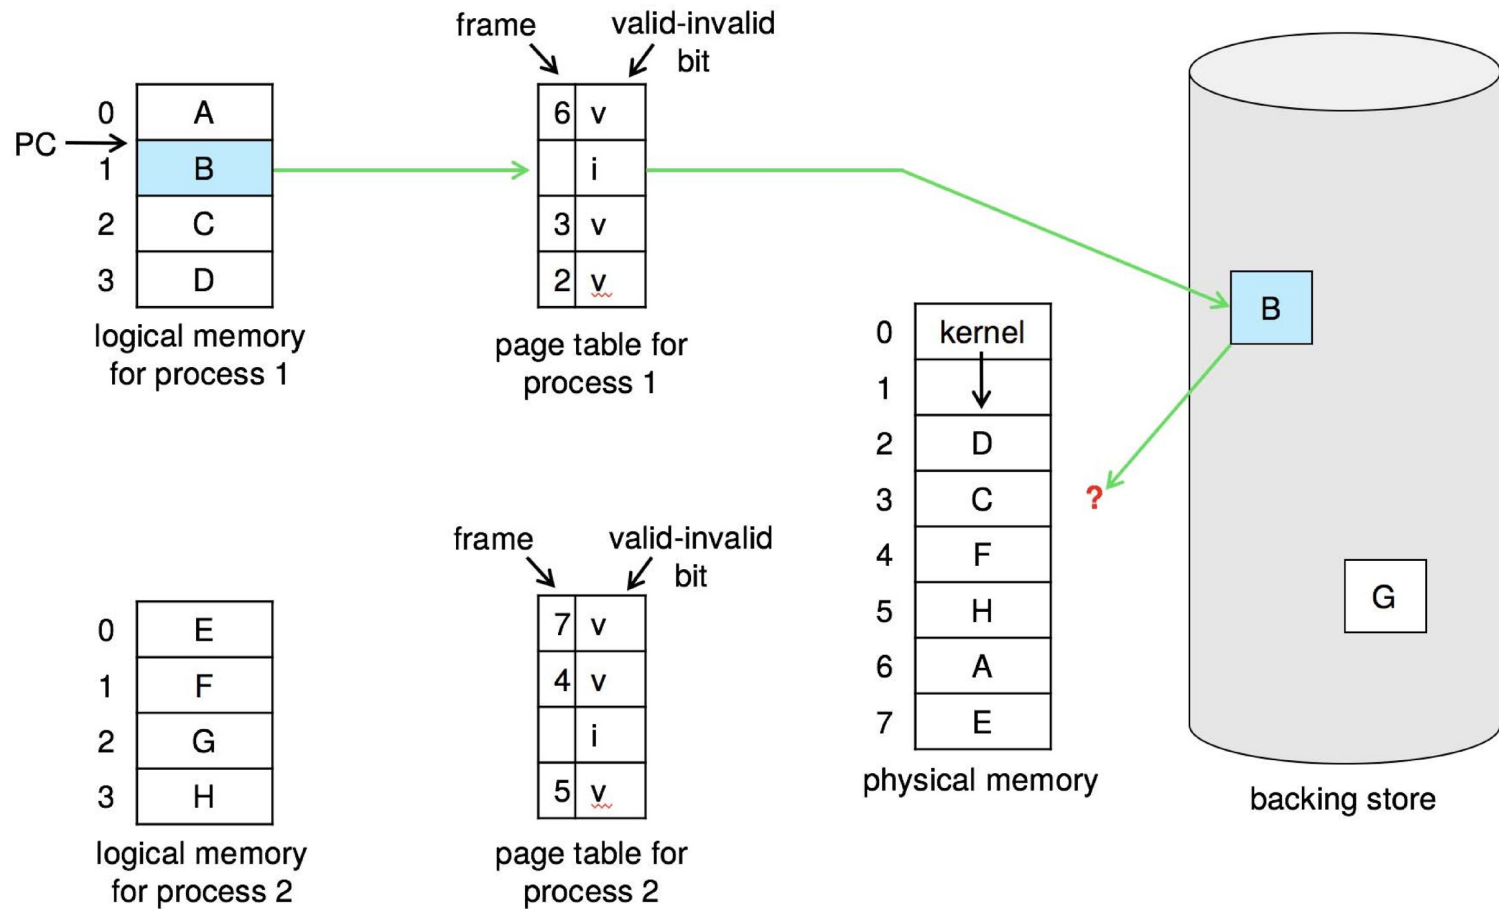 frame
valid-invalid
bit
0 A
PC
1 B
2 C
3 D
logical memory
for process 1
6 v
i
3 v
2 v
page table for
process 1
0 kernel
1
2 D
3 C
4 F
5 H
6 A
7 E
physical memory
?
B
G
backing store
frame
valid-invalid
bit
0 E
1 F
2 G
3 H
logical memory
for process 2
7 v
4 v
i
5 v
page table for
process 2